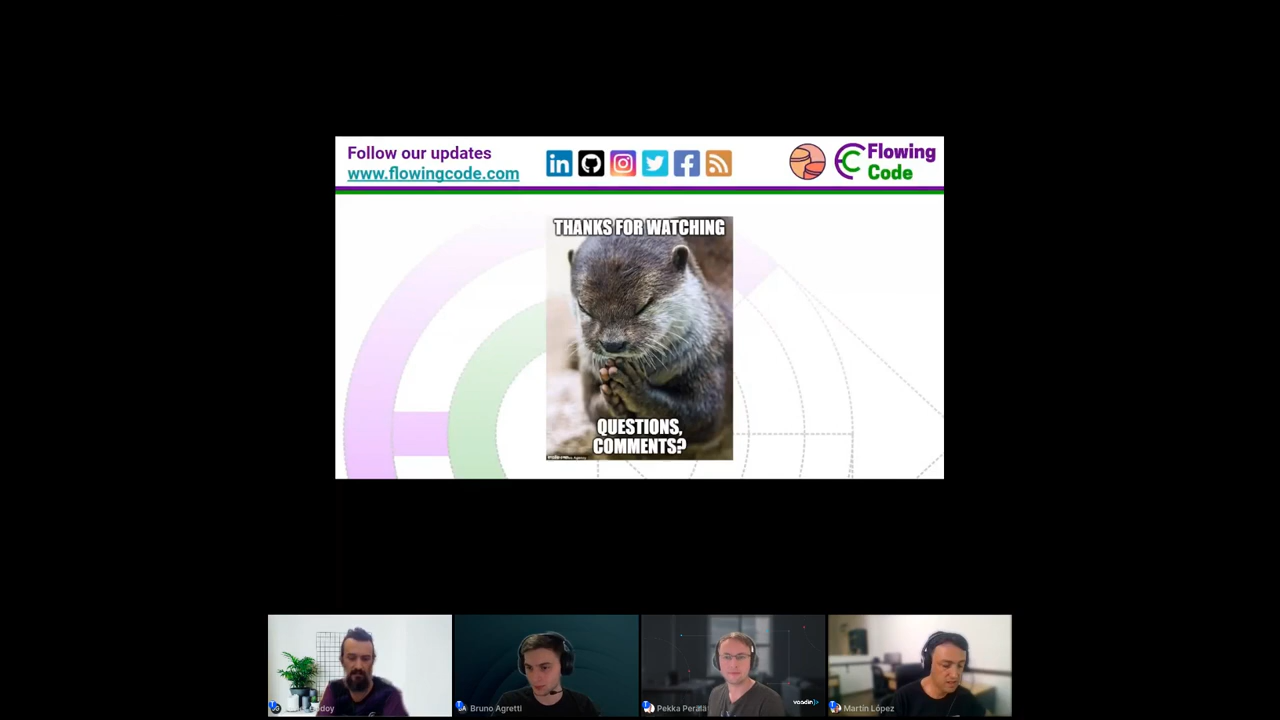 Follow our updates
www.flowingcode.com
Flowing
Code
THANKS FOR WATCHING
QUESTIONS,
COMMENTS?
Bruno Agretti
Pekka Perälä
Martín López
vaadin}>